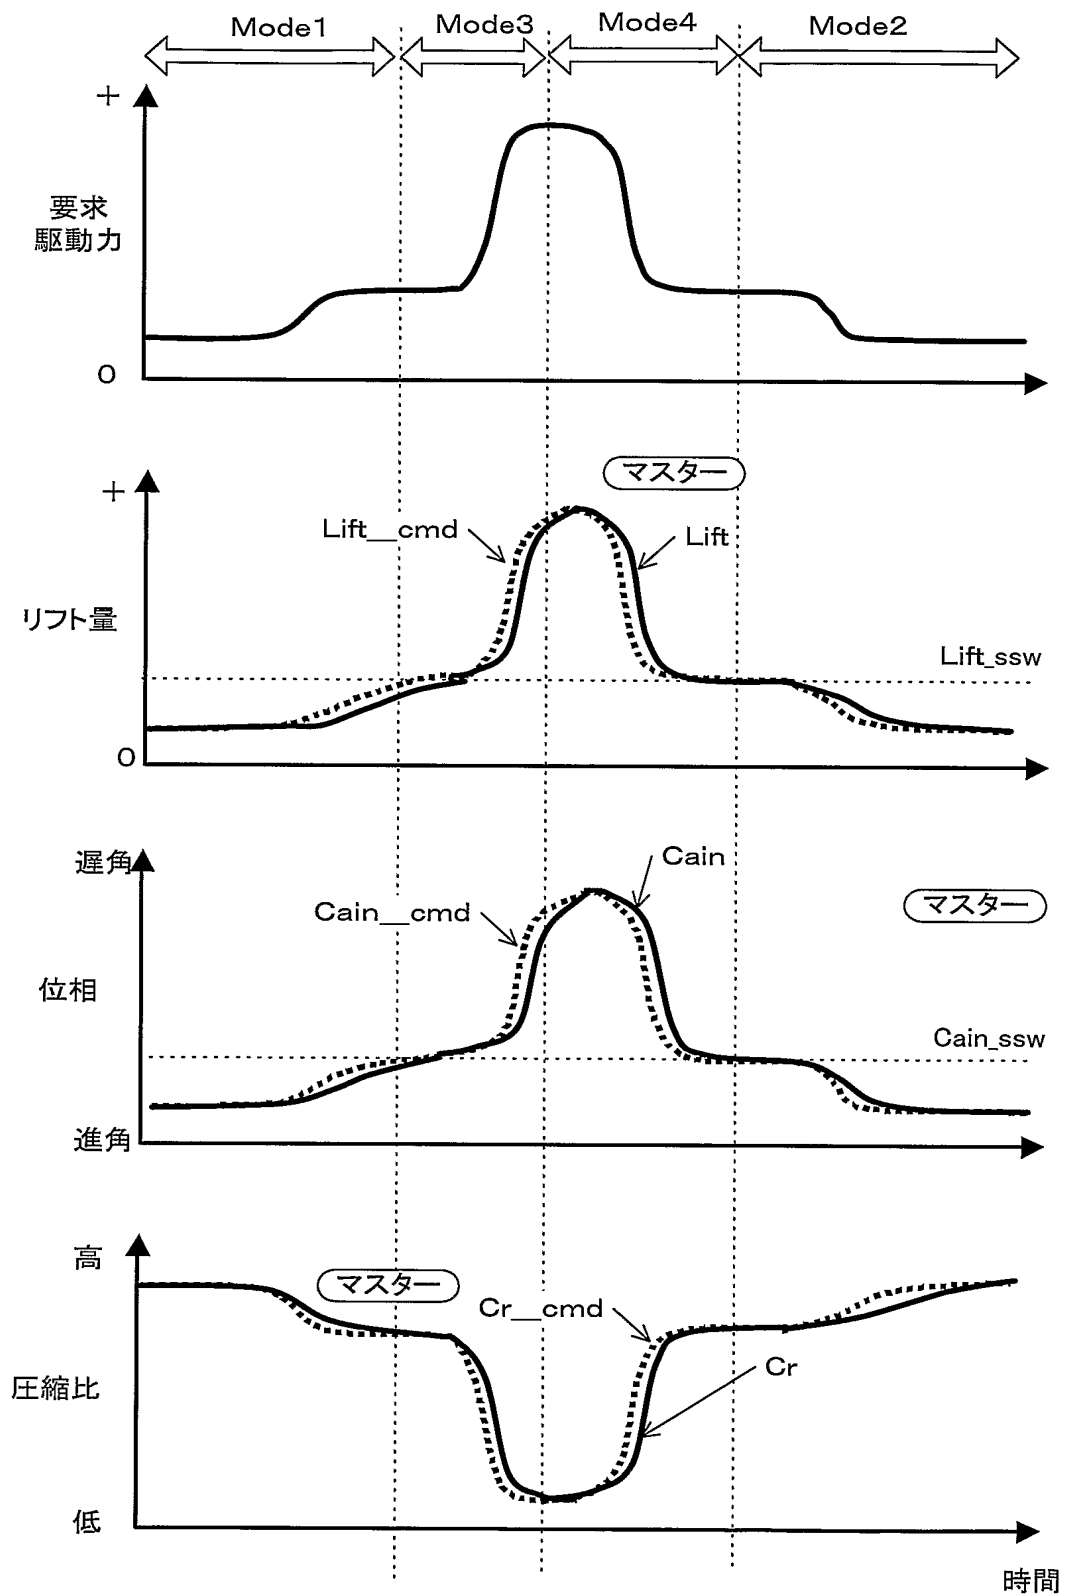 Mode1
Mode3
Mode4
Mode2
＋
要求
駆動力
0
マスター
＋
Lift__cmd
Lift
リフト量
Lift_ssw
0
遅角
Cain
マスター
Cain__cmd
位相
Cain_ssw
進角
高
マスター
Cr__cmd
Cr
圧縮比
低
時間